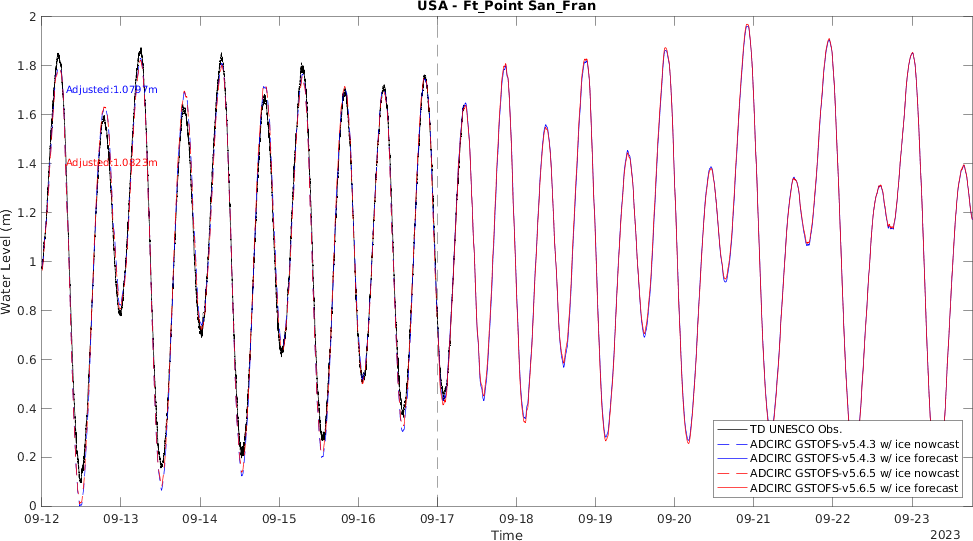 USA - Ft_Point San_Fran
2
1.8
1.6
1.4
1.2
1
0.8
0.6
0.4
0.2
0
Water Level (m)
Adjusted:1.0797m
Adjusted:1.0823m
TD UNESCO Obs.
ADCIRC GSTOFS-v5.4.3 w/ ice nowcast
ADCIRC GSTOFS-v5.4.3 w/ ice forecast
ADCIRC GSTOFS-v5.6.5 w/ ice nowcast
ADCIRC GSTOFS-v5.6.5 w/ ice forecast
09-12 09-13 09-14 09-15 09-16 09-17 09-18 09-19 09-20 09-21 09-22 09-23
Time
2023